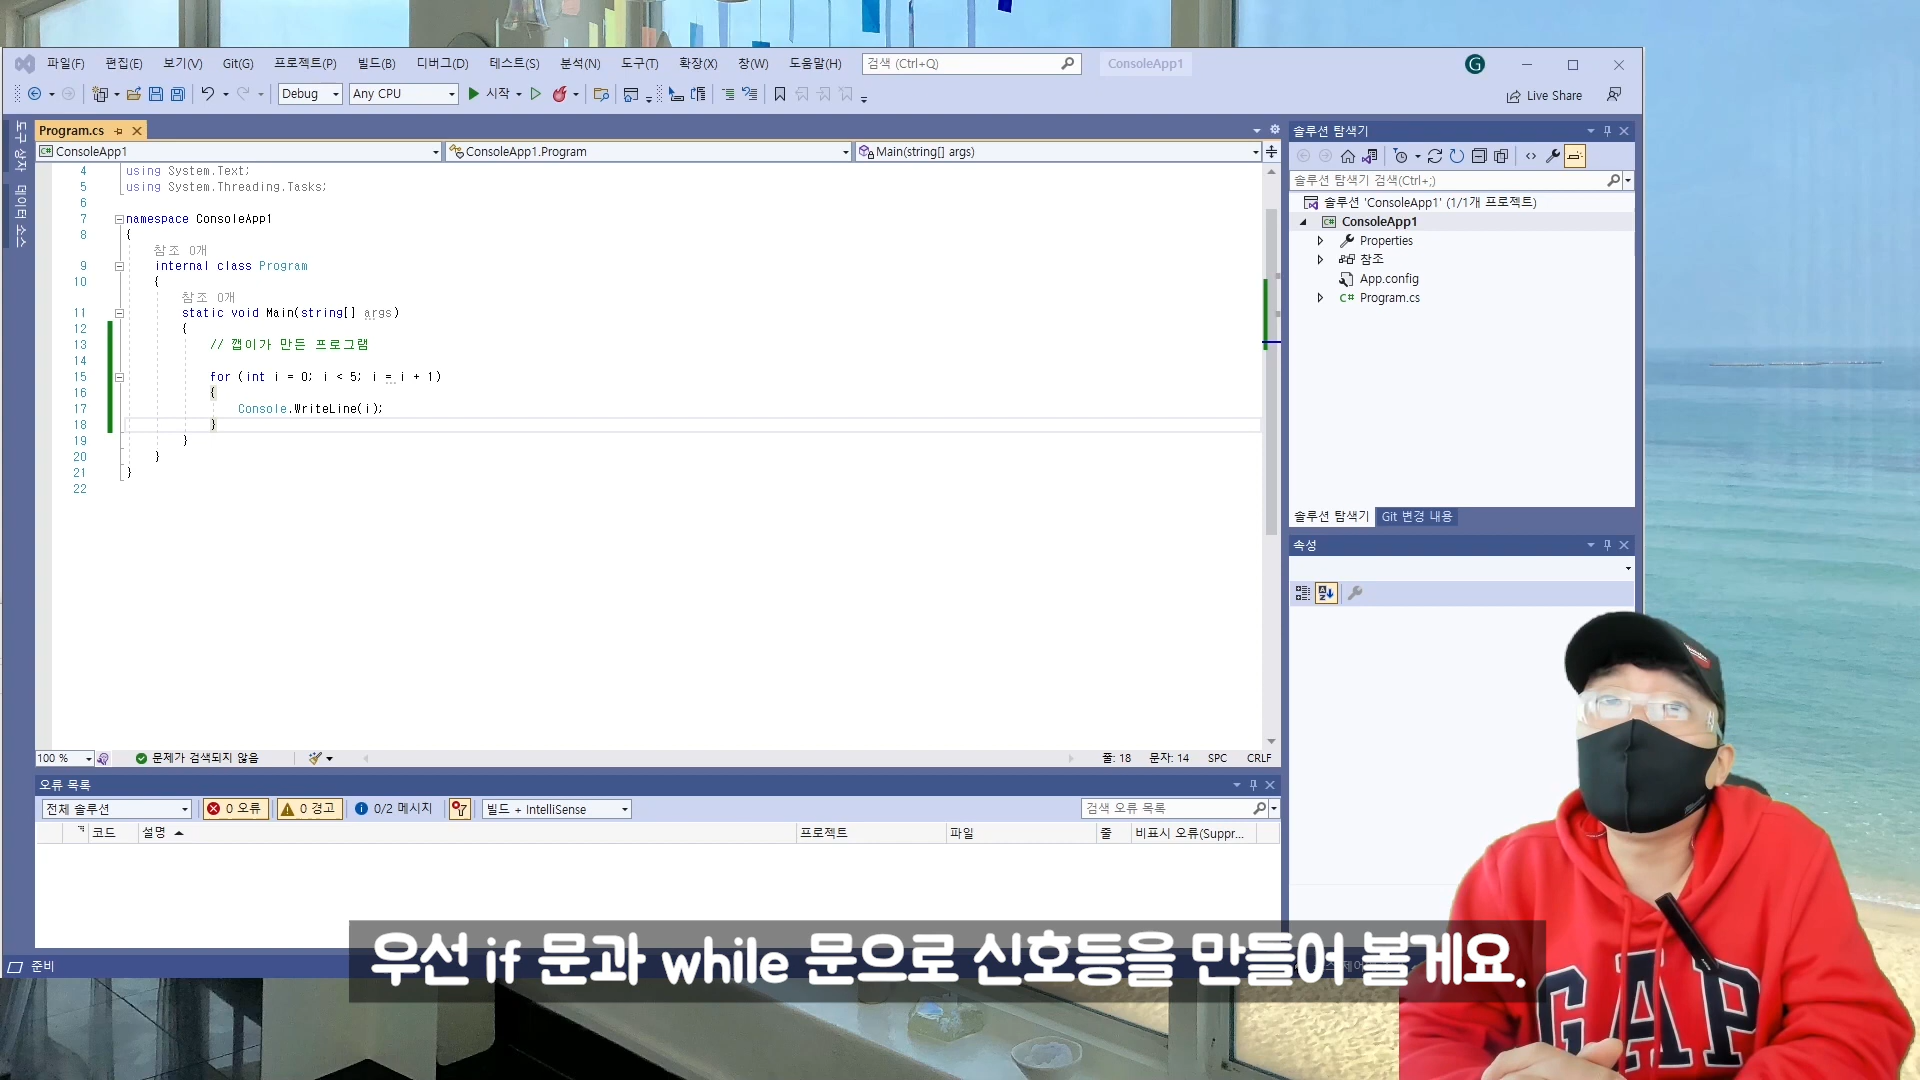 파일(F) 편집(E) 보기(V) Git(G) 프로젝트(P) 빌드(B) 디버그(D) 테스트(S) 분석(N) 도구(T) 확장(X) 창(W) 도움말(H) 검색 (Ctrl+Q) ConsoleApp1 G
Debug Any CPU 시작 Live Share
도구 상자
데이터 소스
Program.cs
ConsoleApp1 ConsoleApp1.Program Main(string[] args)
4 using System.Text;
5 using System.Threading.Tasks;
6
7 namespace ConsoleApp1
8 {
참조 0개
9 internal class Program
10 {
참조 0개
11 static void Main(string[] args)
12 {
13 // 깹이가 만든 프로그램
14
15 for (int i = 0; i < 5; i = i + 1)
16 {
17 Console.WriteLine(i);
18 }
19 }
20 }
21 }
22
100 % 문제가 검색되지 않음 줄: 18 문자: 14 SPC CRLF
솔루션 탐색기
솔루션 탐색기 검색(Ctrl+;)
솔루션 'ConsoleApp1' (1/1개 프로젝트)
C# ConsoleApp1
Properties
참조
App.config
C# Program.cs
솔루션 탐색기 Git 변경 내용
속성
오류 목록
전체 솔루션 0 오류 0 경고 0/2 메시지 빌드 + IntelliSense 검색 오류 목록
코드 설명 프로젝트 파일 줄 비표시 오류(Suppr...
준비
우선 if 문과 while 문으로 신호등을 만들어 볼게요.
GAP